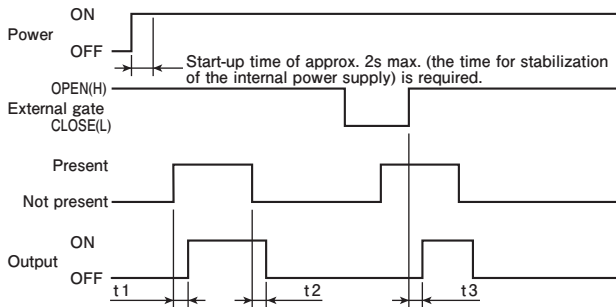 ON
Power
OFF
Start-up time of approx. 2s max. (the time for stabilization
of the internal power supply) is required.
OPEN(H)
External gate
CLOSE(L)
Present
Not present
ON
Output
OFF
t1
t2
t3